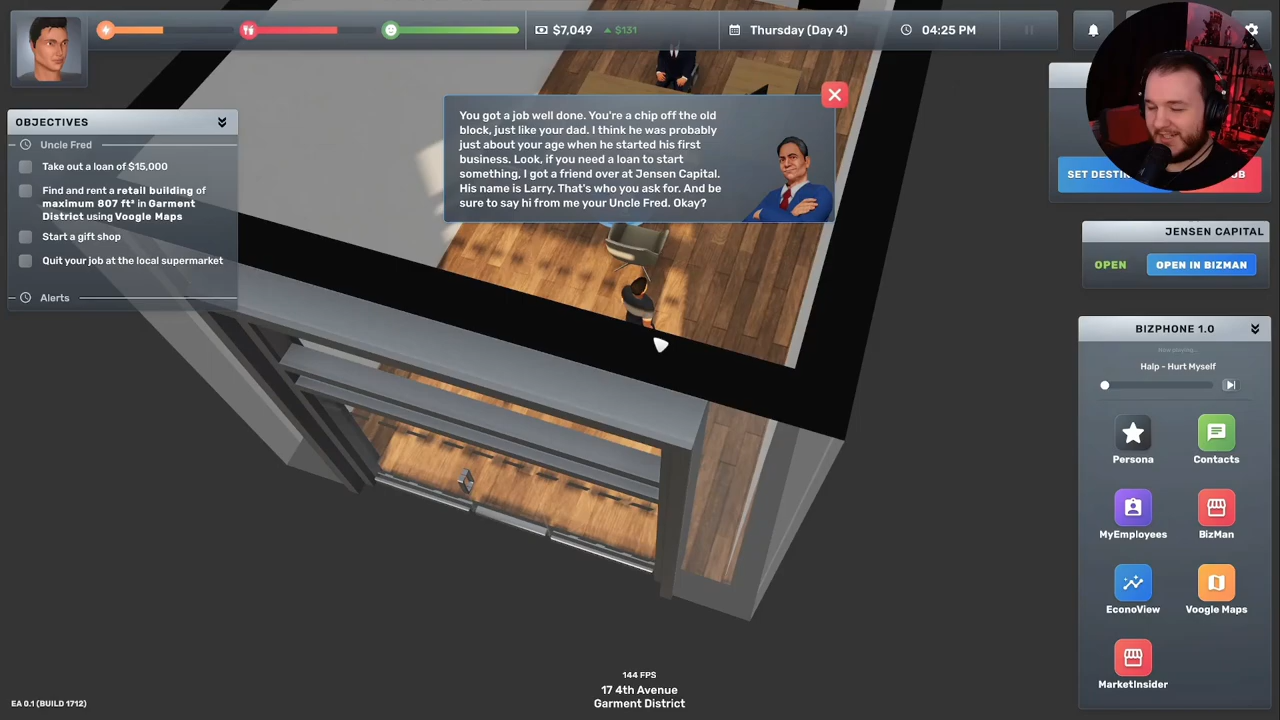 $7,049 ▲ $131
Thursday (Day 4)
04:25 PM
OBJECTIVES
Uncle Fred
Take out a loan of $15,000
Find and rent a retail building of
maximum 807 ft² in Garment
District using Voogle Maps
Start a gift shop
Quit your job at the local supermarket
Alerts
You got a job well done. You're a chip off the old
block, just like your dad. I think he was probably
just about your age when he started his first
business. Look, if you need a loan to start
something, I got a friend over at Jensen Capital.
His name is Larry. That's who you ask for. And be
sure to say hi from me your Uncle Fred. Okay?
SET
JENSEN CAPITAL
OPEN
OPEN IN BIZMAN
BIZPHONE 1.0
Now playing...
Halp - Hurt Myself
Persona
Contacts
MyEmployees
BizMan
EconoView
Voogle Maps
MarketInsider
144 FPS
17 4th Avenue
Garment District
EA 0.1 (BUILD 1712)